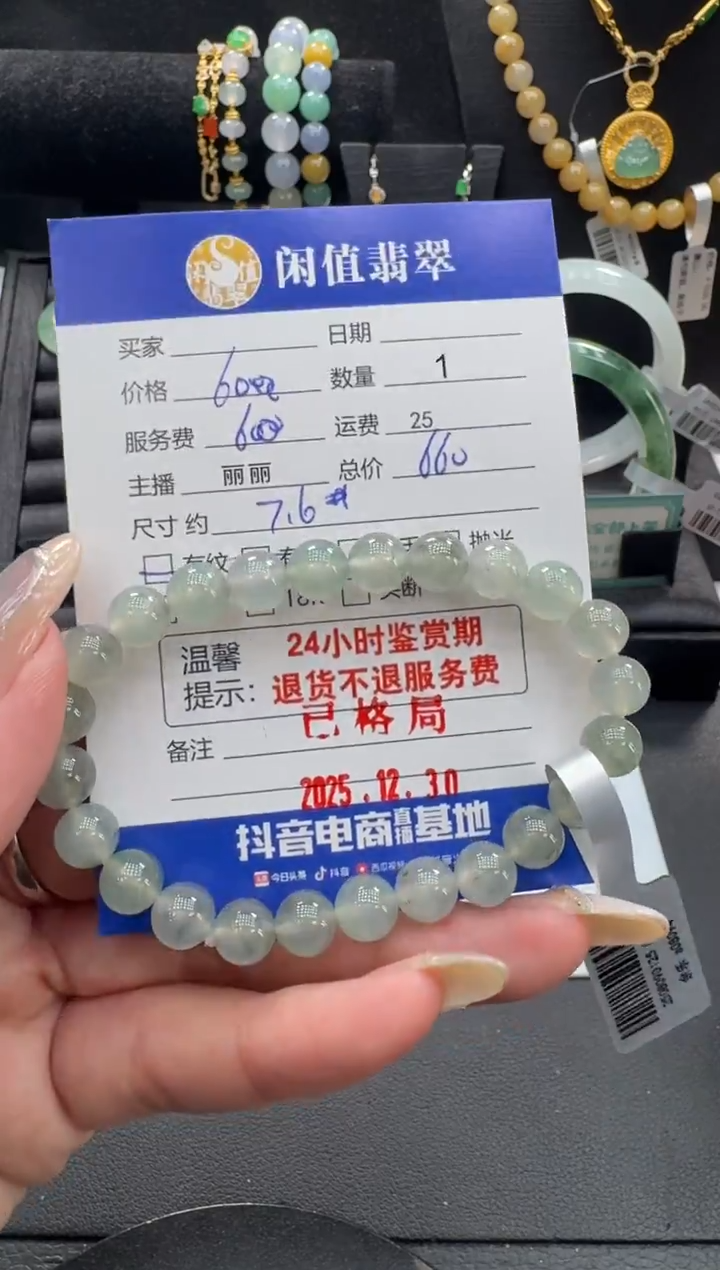 闲值翡翠
买家 日期
价格 6000 数量 1
服务费 600 运费 25
主播 丽丽 总价 660
尺寸 约 7.6#
有纹 抛光
温馨 24小时鉴赏期
提示: 退货不退服务费
已格局
备注
2025.12.30
抖音电商直播基地
今日头条 抖音 西瓜视频